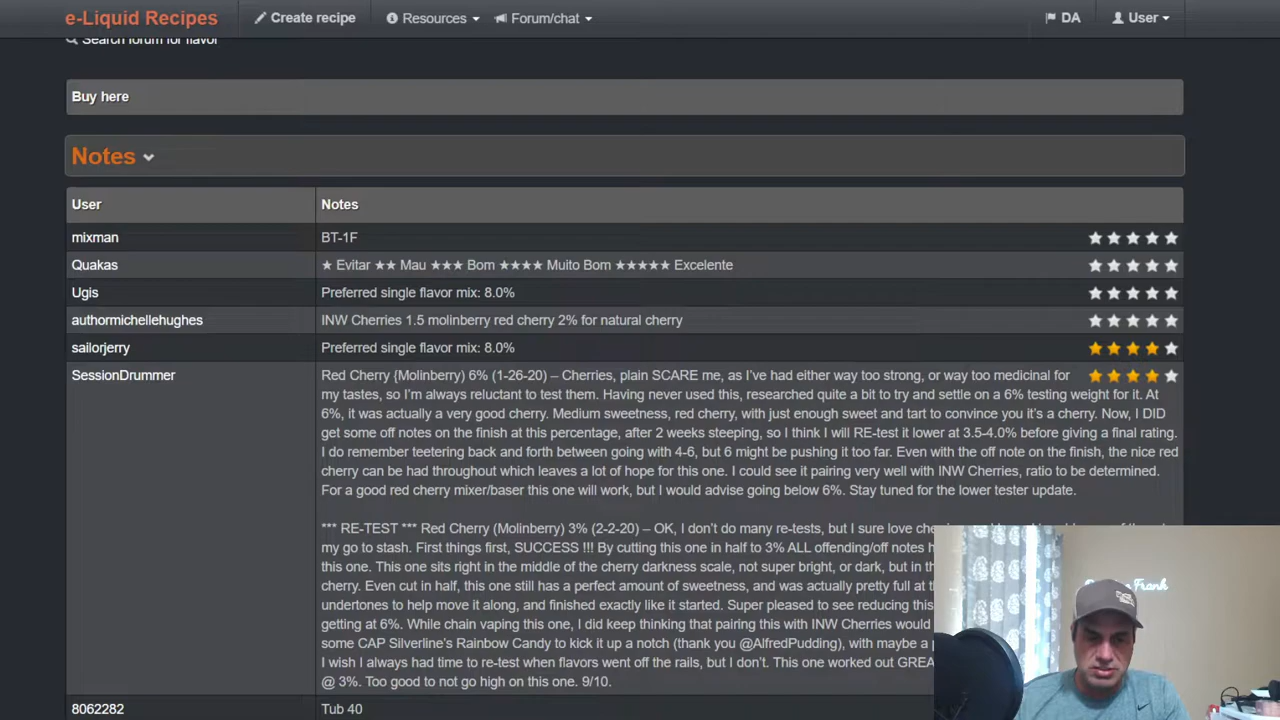 e-Liquid Recipes Create recipe Resources Forum/chat DA User
Search forum for flavor
Buy here
Notes
User Notes
mixman BT-1F
Quakas ★ Evitar ★★ Mau ★★★ Bom ★★★★ Muito Bom ★★★★★ Excelente
Ugis Preferred single flavor mix: 8.0%
authormichellehughes INW Cherries 1.5 molinberry red cherry 2% for natural cherry
sailorjerry Preferred single flavor mix: 8.0%
SessionDrummer Red Cherry {Molinberry) 6% (1-26-20) – Cherries, plain SCARE me, as I've had either way too strong, or way too medicinal for
my tastes, so I'm always reluctant to test them. Having never used this, researched quite a bit to try and settle on a 6% testing weight for it. At
6%, it was actually a very good cherry. Medium sweetness, red cherry, with just enough sweet and tart to convince you it's a cherry. Now, I DID
get some off notes on the finish at this percentage, after 2 weeks steeping, so I think I will RE-test it lower at 3.5-4.0% before giving a final rating.
I do remember teetering back and forth between going with 4-6, but 6 might be pushing it too far. Even with the off note on the finish, the nice red
cherry can be had throughout which leaves a lot of hope for this one. I could see it pairing very well with INW Cherries, ratio to be determined.
For a good red cherry mixer/baser this one will work, but I would advise going below 6%. Stay tuned for the lower tester update.
*** RE-TEST *** Red Cherry (Molinberry) 3% (2-2-20) – OK, I don't do many re-tests, but I sure love
my go to stash. First things first, SUCCESS !!! By cutting this one in half to 3% ALL offending/off notes
this one. This one sits right in the middle of the cherry darkness scale, not super bright, or dark, but in
cherry. Even cut in half, this one still has a perfect amount of sweetness, and was actually pretty full at
undertones to help move it along, and finished exactly like it started. Super pleased to see reducing this
getting at 6%. While chain vaping this one, I did keep thinking that pairing this with INW Cherries would
some CAP Silverline's Rainbow Candy to kick it up a notch (thank you @AlfredPudding), with maybe a
I wish I always had time to re-test when flavors went off the rails, but I don't. This one worked out GREA
@ 3%. Too good to not go high on this one. 9/10.
8062282 Tub 40
Frank